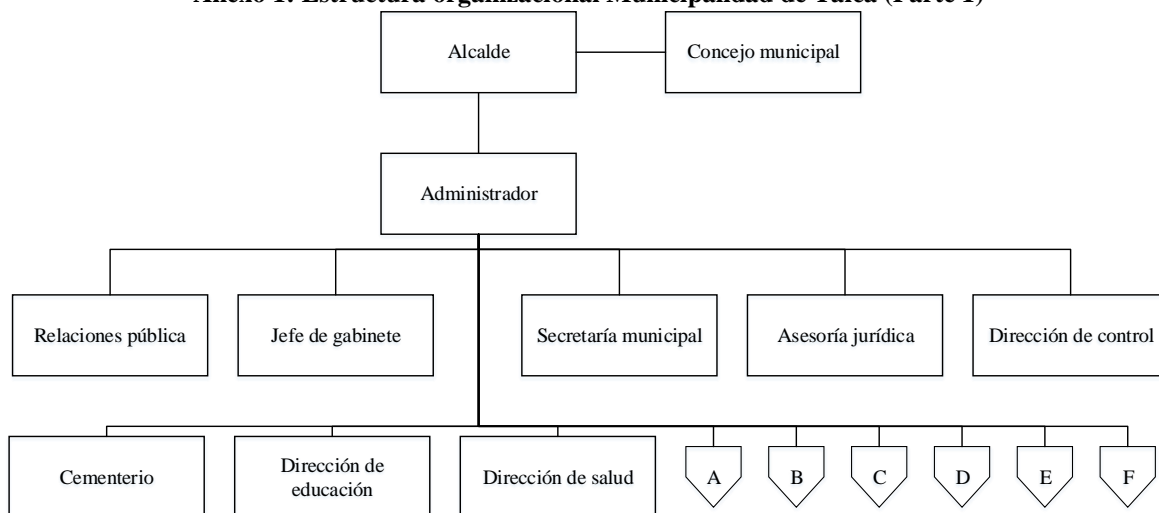 Anexo 1: Estructura organizacional Municipalidad de Talca (Parte 1)
Alcalde
Concejo municipal
Administrador
Relaciones pública
Jefe de gabinete
Secretaría municipal
Asesoría jurídica
Dirección de control
Cementerio
Dirección de
educación
Dirección de salud
A
B
C
D
E
F